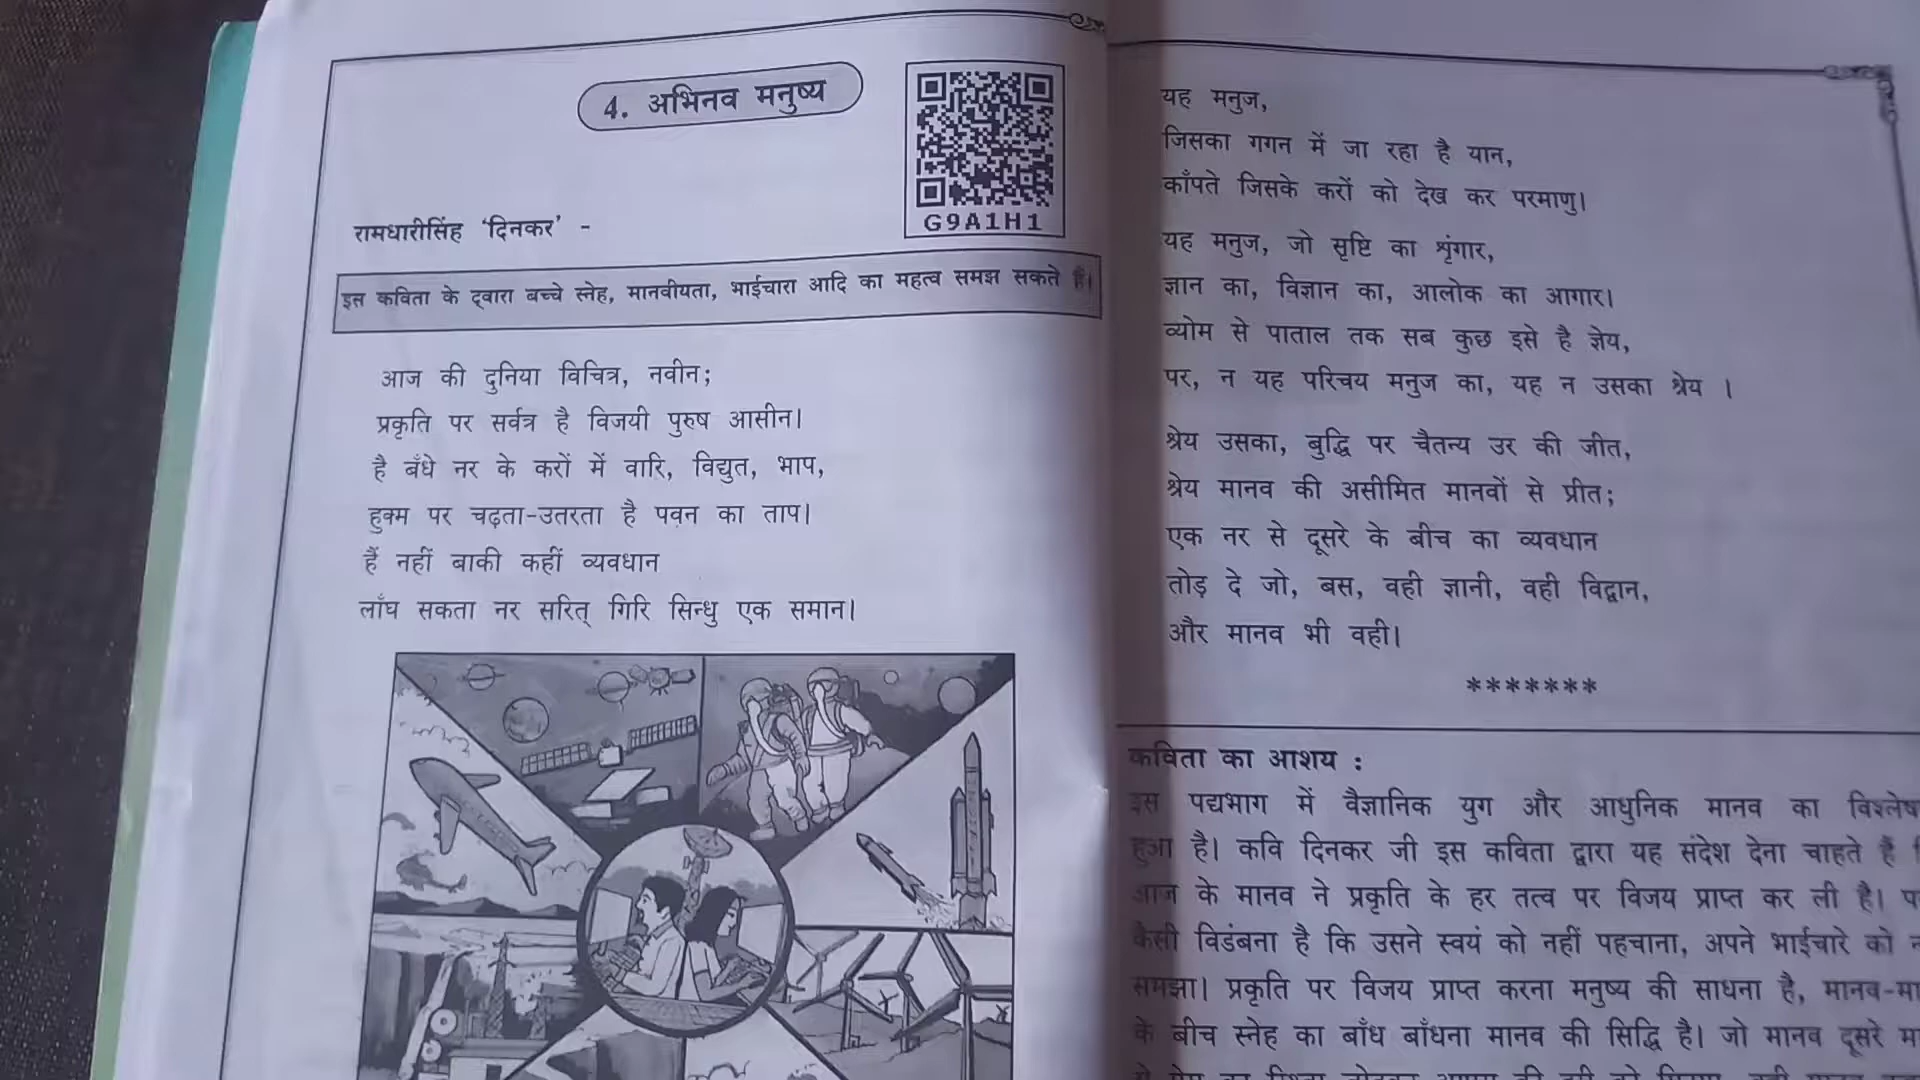 4. अभिनव मनुष्य
G9A1H1
रामधारीसिंह 'दिनकर' -
इस कविता के द्वारा बच्चे स्नेह, मानवीयता, भाईचारा आदि का महत्व समझ सकते हैं।
आज की दुनिया विचित्र, नवीन;
प्रकृति पर सर्वत्र है विजयी पुरुष आसीन।
है बँधे नर के करों में वारि, विद्युत, भाप,
हुक्म पर चढ़ता-उतरता है पवन का ताप।
हैं नहीं बाकी कहीं व्यवधान
लाँघ सकता नर सरित् गिरि सिन्धु एक समान।
यह मनुज,
जिसका गगन में जा रहा है यान,
काँपते जिसके करों को देख कर परमाणु।
यह मनुज, जो सृष्टि का शृंगार,
ज्ञान का, विज्ञान का, आलोक का आगार।
व्योम से पाताल तक सब कुछ इसे है ज्ञेय,
पर, न यह परिचय मनुज का, यह न उसका श्रेय ।
श्रेय उसका, बुद्धि पर चैतन्य उर की जीत,
श्रेय मानव की असीमित मानवों से प्रीत;
एक नर से दूसरे के बीच का व्यवधान
तोड़ दे जो, बस, वही ज्ञानी, वही विद्वान,
और मानव भी वही।
*******
कविता का आशय :
इस पद्यभाग में वैज्ञानिक युग और आधुनिक मानव का
हुआ है। कवि दिनकर जी इस कविता द्वारा यह संदेश देना चाहते हैं
आज के मानव ने प्रकृति के हर तत्व पर विजय प्राप्त कर ली है।
कैसी विडंबना है कि उसने स्वयं को नहीं पहचाना, अपने भाईचारे को
समझा। प्रकृति पर विजय प्राप्त करना मनुष्य की साधना है,
के बीच स्नेह का बाँध बाँधना मानव की सिद्धि है। जो मानव दूसरे